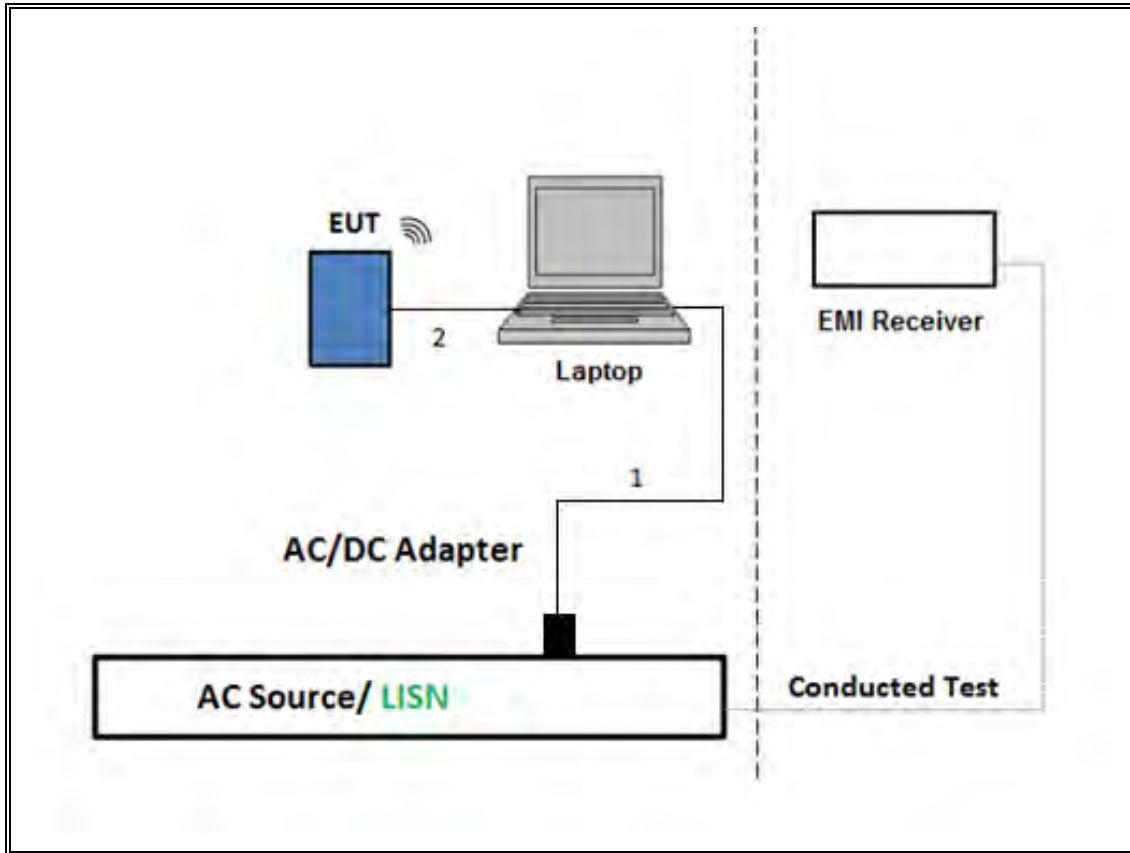 EUT
EMI Receiver
2
Laptop
1
AC/DC Adapter
Conducted Test
AC Source/ LISN